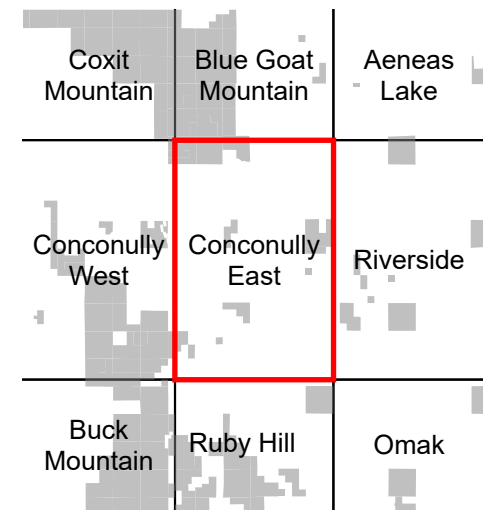 Coxit
Mountain
Blue Goat
Mountain
Aeneas
Lake
Conconully
West
Conconully
East
Riverside
Buck
Mountain
Ruby Hill
Omak